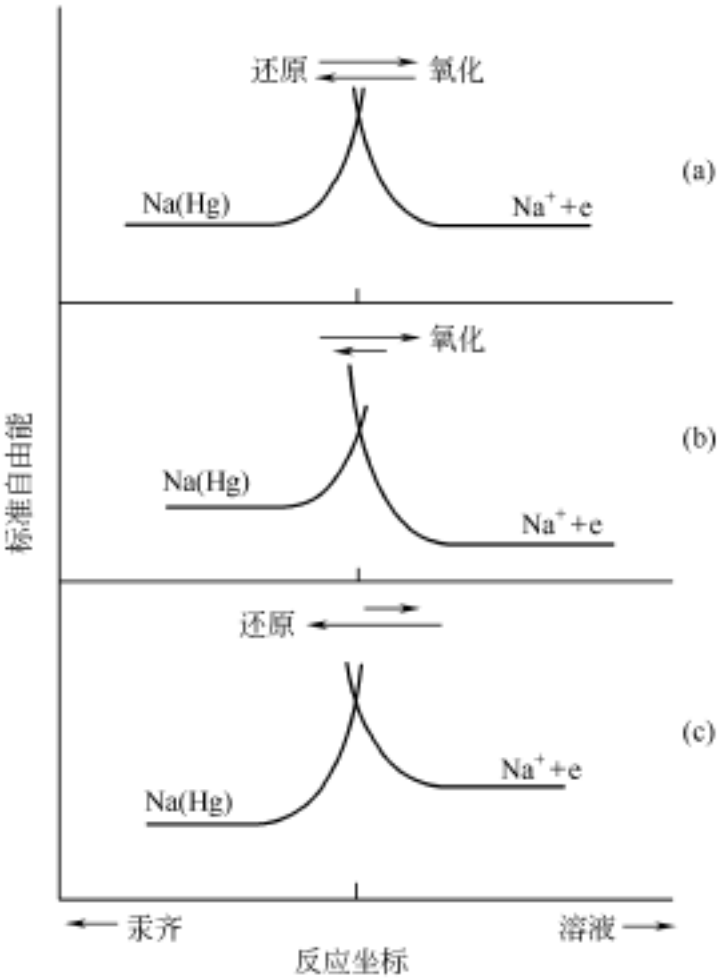 还原 氧化
(a)
Na(Hg) Na⁺+e
氧化
(b)
Na(Hg) Na⁺+e
标准自由能
还原
(c)
Na(Hg) Na⁺+e
汞齐 溶液
反应坐标